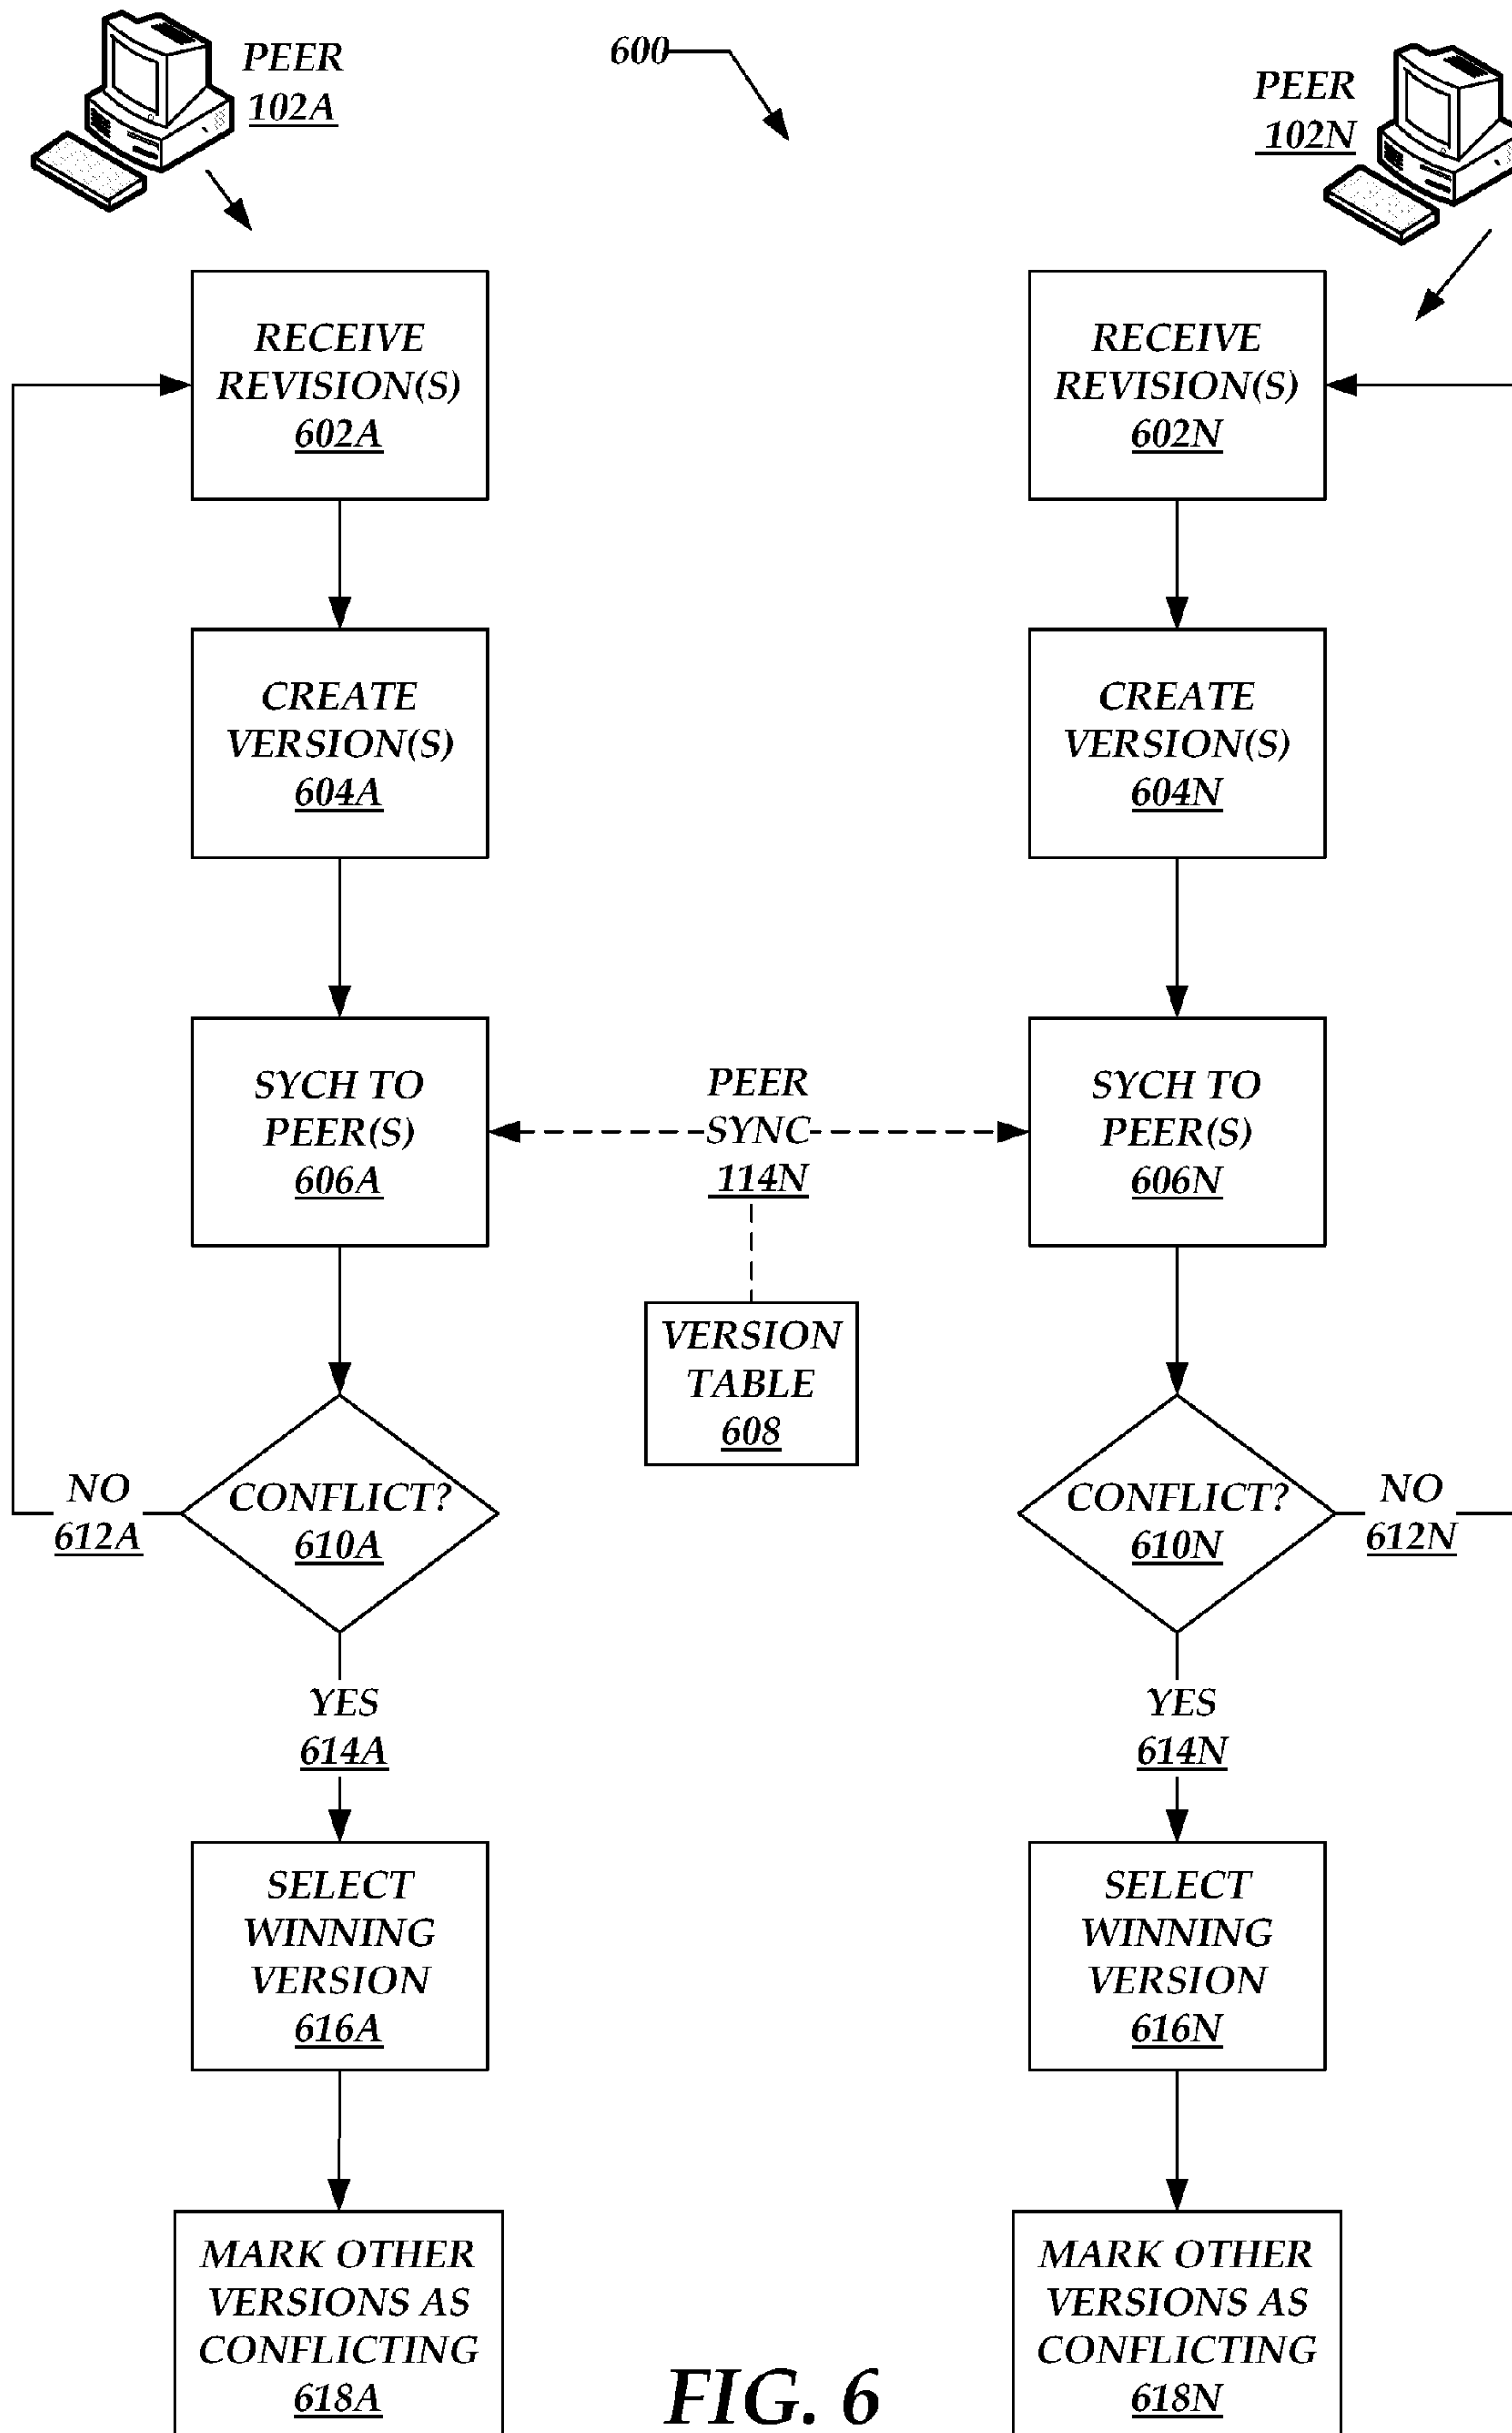 PEER
102A
600
PEER
102N
RECEIVE
REVISION(S)
602A
RECEIVE
REVISION(S)
602N
CREATE
VERSION(S)
604A
CREATE
VERSION(S)
604N
SYCH TO
PEER(S)
606A
PEER
SYNC
114N
SYCH TO
PEER(S)
606N
VERSION
TABLE
608
CONFLICT?
610A
NO
612A
CONFLICT?
610N
NO
612N
YES
614A
YES
614N
SELECT
WINNING
VERSION
616A
SELECT
WINNING
VERSION
616N
MARK OTHER
VERSIONS AS
CONFLICTING
618A
MARK OTHER
VERSIONS AS
CONFLICTING
618N
FIG. 6